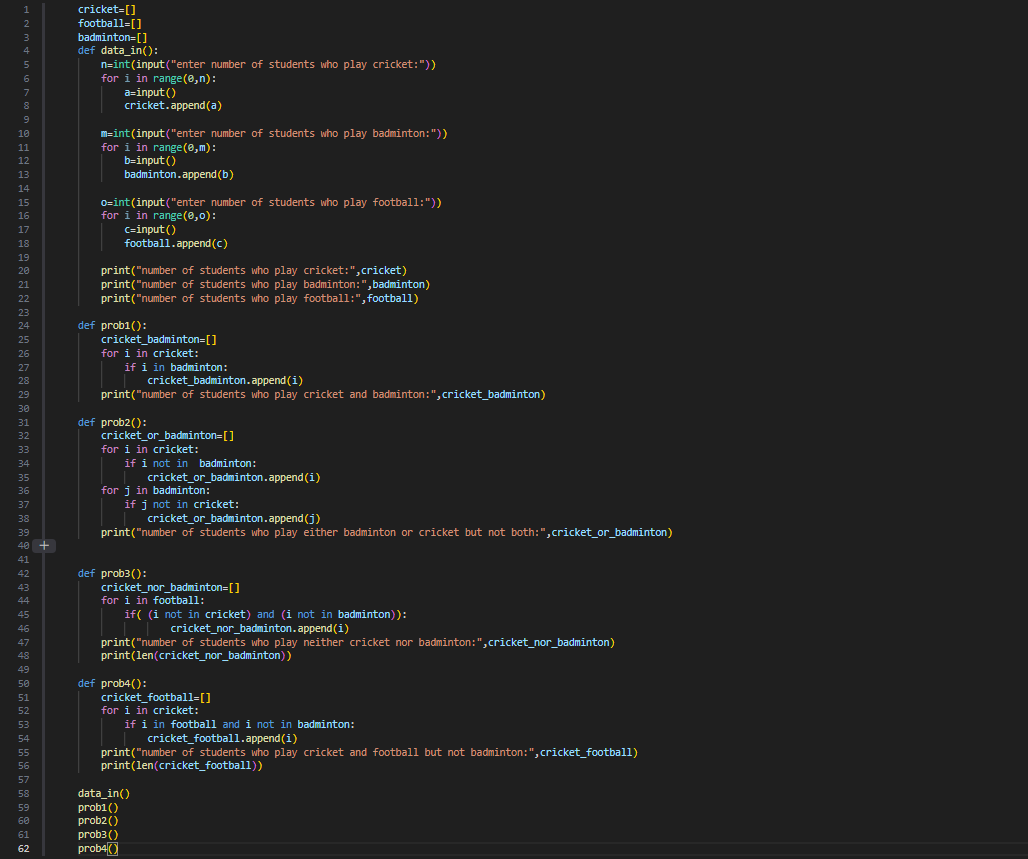 1 cricket=[]
2 football=[]
3 badminton=[]
4 def data_in():
5     n=int(input("enter number of students who play cricket:"))
6     for i in range(0,n):
7         a=input()
8         cricket.append(a)
9
10     m=int(input("enter number of students who play badminton:"))
11     for i in range(0,m):
12         b=input()
13         badminton.append(b)
14
15     o=int(input("enter number of students who play football:"))
16     for i in range(0,o):
17         c=input()
18         football.append(c)
19
20     print("number of students who play cricket:",cricket)
21     print("number of students who play badminton:",badminton)
22     print("number of students who play football:",football)
23
24 def prob1():
25     cricket_badminton=[]
26     for i in cricket:
27         if i in badminton:
28             cricket_badminton.append(i)
29     print("number of students who play cricket and badminton:",cricket_badminton)
30
31 def prob2():
32     cricket_or_badminton=[]
33     for i in cricket:
34         if i not in  badminton:
35             cricket_or_badminton.append(i)
36     for j in badminton:
37         if j not in cricket:
38             cricket_or_badminton.append(j)
39     print("number of students who play either badminton or cricket but not both:",cricket_or_badminton)
40 +
41
42 def prob3():
43     cricket_nor_badminton=[]
44     for i in football:
45         if( (i not in cricket) and (i not in badminton)):
46                 cricket_nor_badminton.append(i)
47     print("number of students who play neither cricket nor badminton:",cricket_nor_badminton)
48     print(len(cricket_nor_badminton))
49
50 def prob4():
51     cricket_football=[]
52     for i in cricket:
53         if i in football and i not in badminton:
54             cricket_football.append(i)
55     print("number of students who play cricket and football but not badminton:",cricket_football)
56     print(len(cricket_football))
57
58 data_in()
59 prob1()
60 prob2()
61 prob3()
62 prob4()